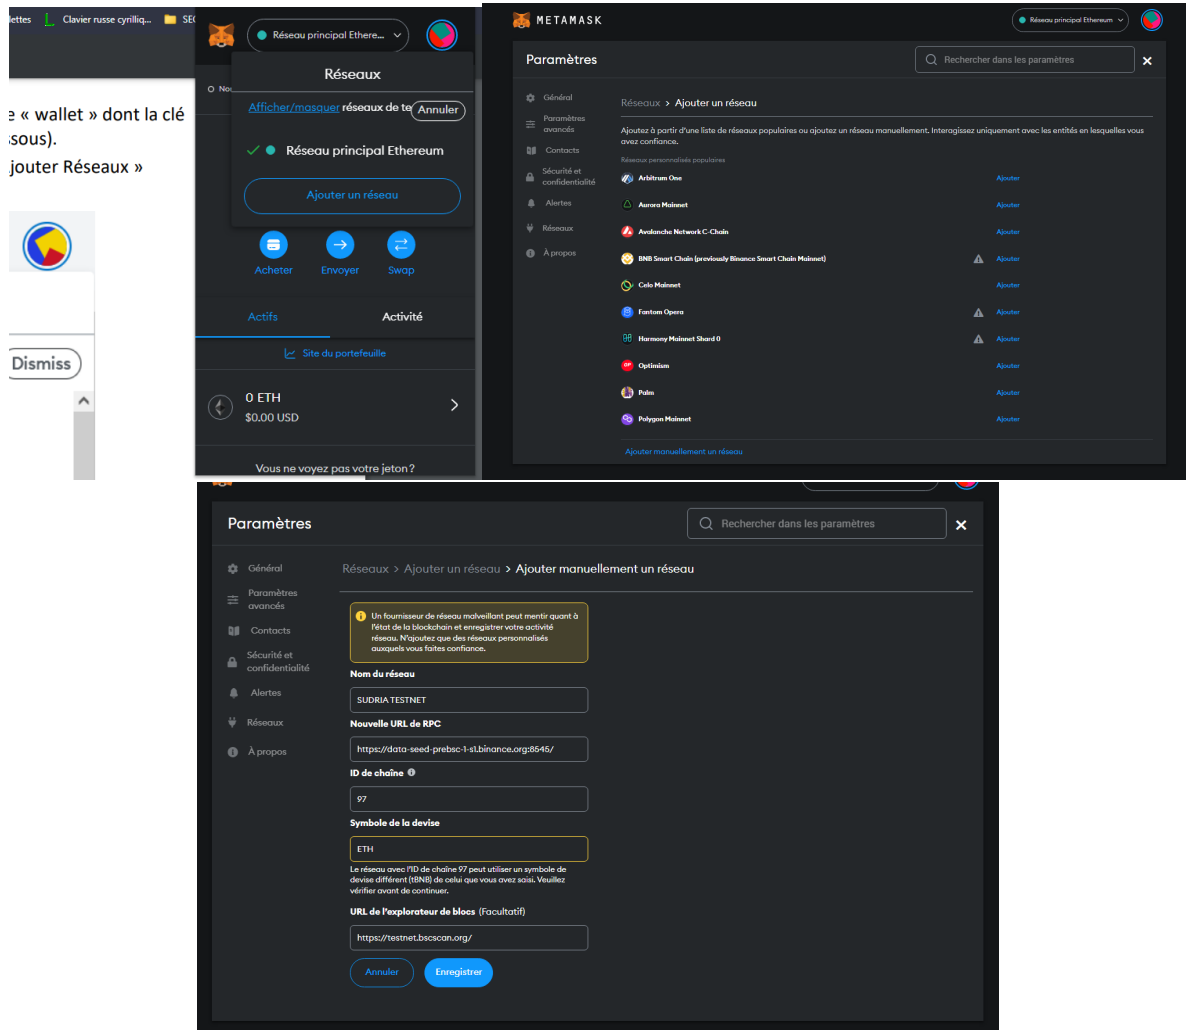 lettes
Clavier russe cyrilliq...
SEC
e « wallet » dont la clé
ssous).
jouter Réseaux »
Dismiss
Réseau principal Ethere...
Réseaux
Afficher/masquer réseaux de te
Annuler
Réseau principal Ethereum
Ajouter un réseau
Acheter
Envoyer
Swap
Actifs
Activité
Site du portefeuille
0 ETH
$0.00 USD
Vous ne voyez pas votre jeton?
METAMASK
Réseau principal Ethereum
Paramètres
Rechercher dans les paramètres
Général
Paramètres
avancés
Contacts
Sécurité et
confidentialité
Alertes
Réseaux
À propos
Réseaux > Ajouter un réseau
Ajoutez à partir d'une liste de réseaux populaires ou ajoutez un réseau manuellement. Interagissez uniquement avec les entités en lesquelles vous
avez confiance.
Réseaux personnalisés populaires
Arbitrum One Ajouter
Aurora Mainnet Ajouter
Avalanche Network C-Chain Ajouter
BNB Smart Chain (previously Binance Smart Chain Mainnet) Ajouter
Celo Mainnet Ajouter
Fantom Opera Ajouter
Harmony Mainnet Shard 0 Ajouter
OP Optimism Ajouter
Palm Ajouter
Polygon Mainnet Ajouter
Ajouter manuellement un réseau
Paramètres
Rechercher dans les paramètres
Général
Paramètres
avancés
Contacts
Sécurité et
confidentialité
Alertes
Réseaux
À propos
Réseaux > Ajouter un réseau > Ajouter manuellement un réseau
Un fournisseur de réseau malveillant peut mentir quant à
l'état de la blockchain et enregistrer votre activité
réseau. N'ajoutez que des réseaux personnalisés
auxquels vous faites confiance.
Nom du réseau
SUDRIA TESTNET
Nouvelle URL de RPC
https://data-seed-prebsc-1-s1.binance.org:8545/
ID de chaîne
97
Symbole de la devise
ETH
Le réseau avec l'ID de chaîne 97 peut utiliser un symbole de
devise différent (tBNB) de celui que vous avez saisi. Veuillez
vérifier avant de continuer.
URL de l'explorateur de blocs (Facultatif)
https://testnet.bscscan.org/
Annuler
Enregistrer